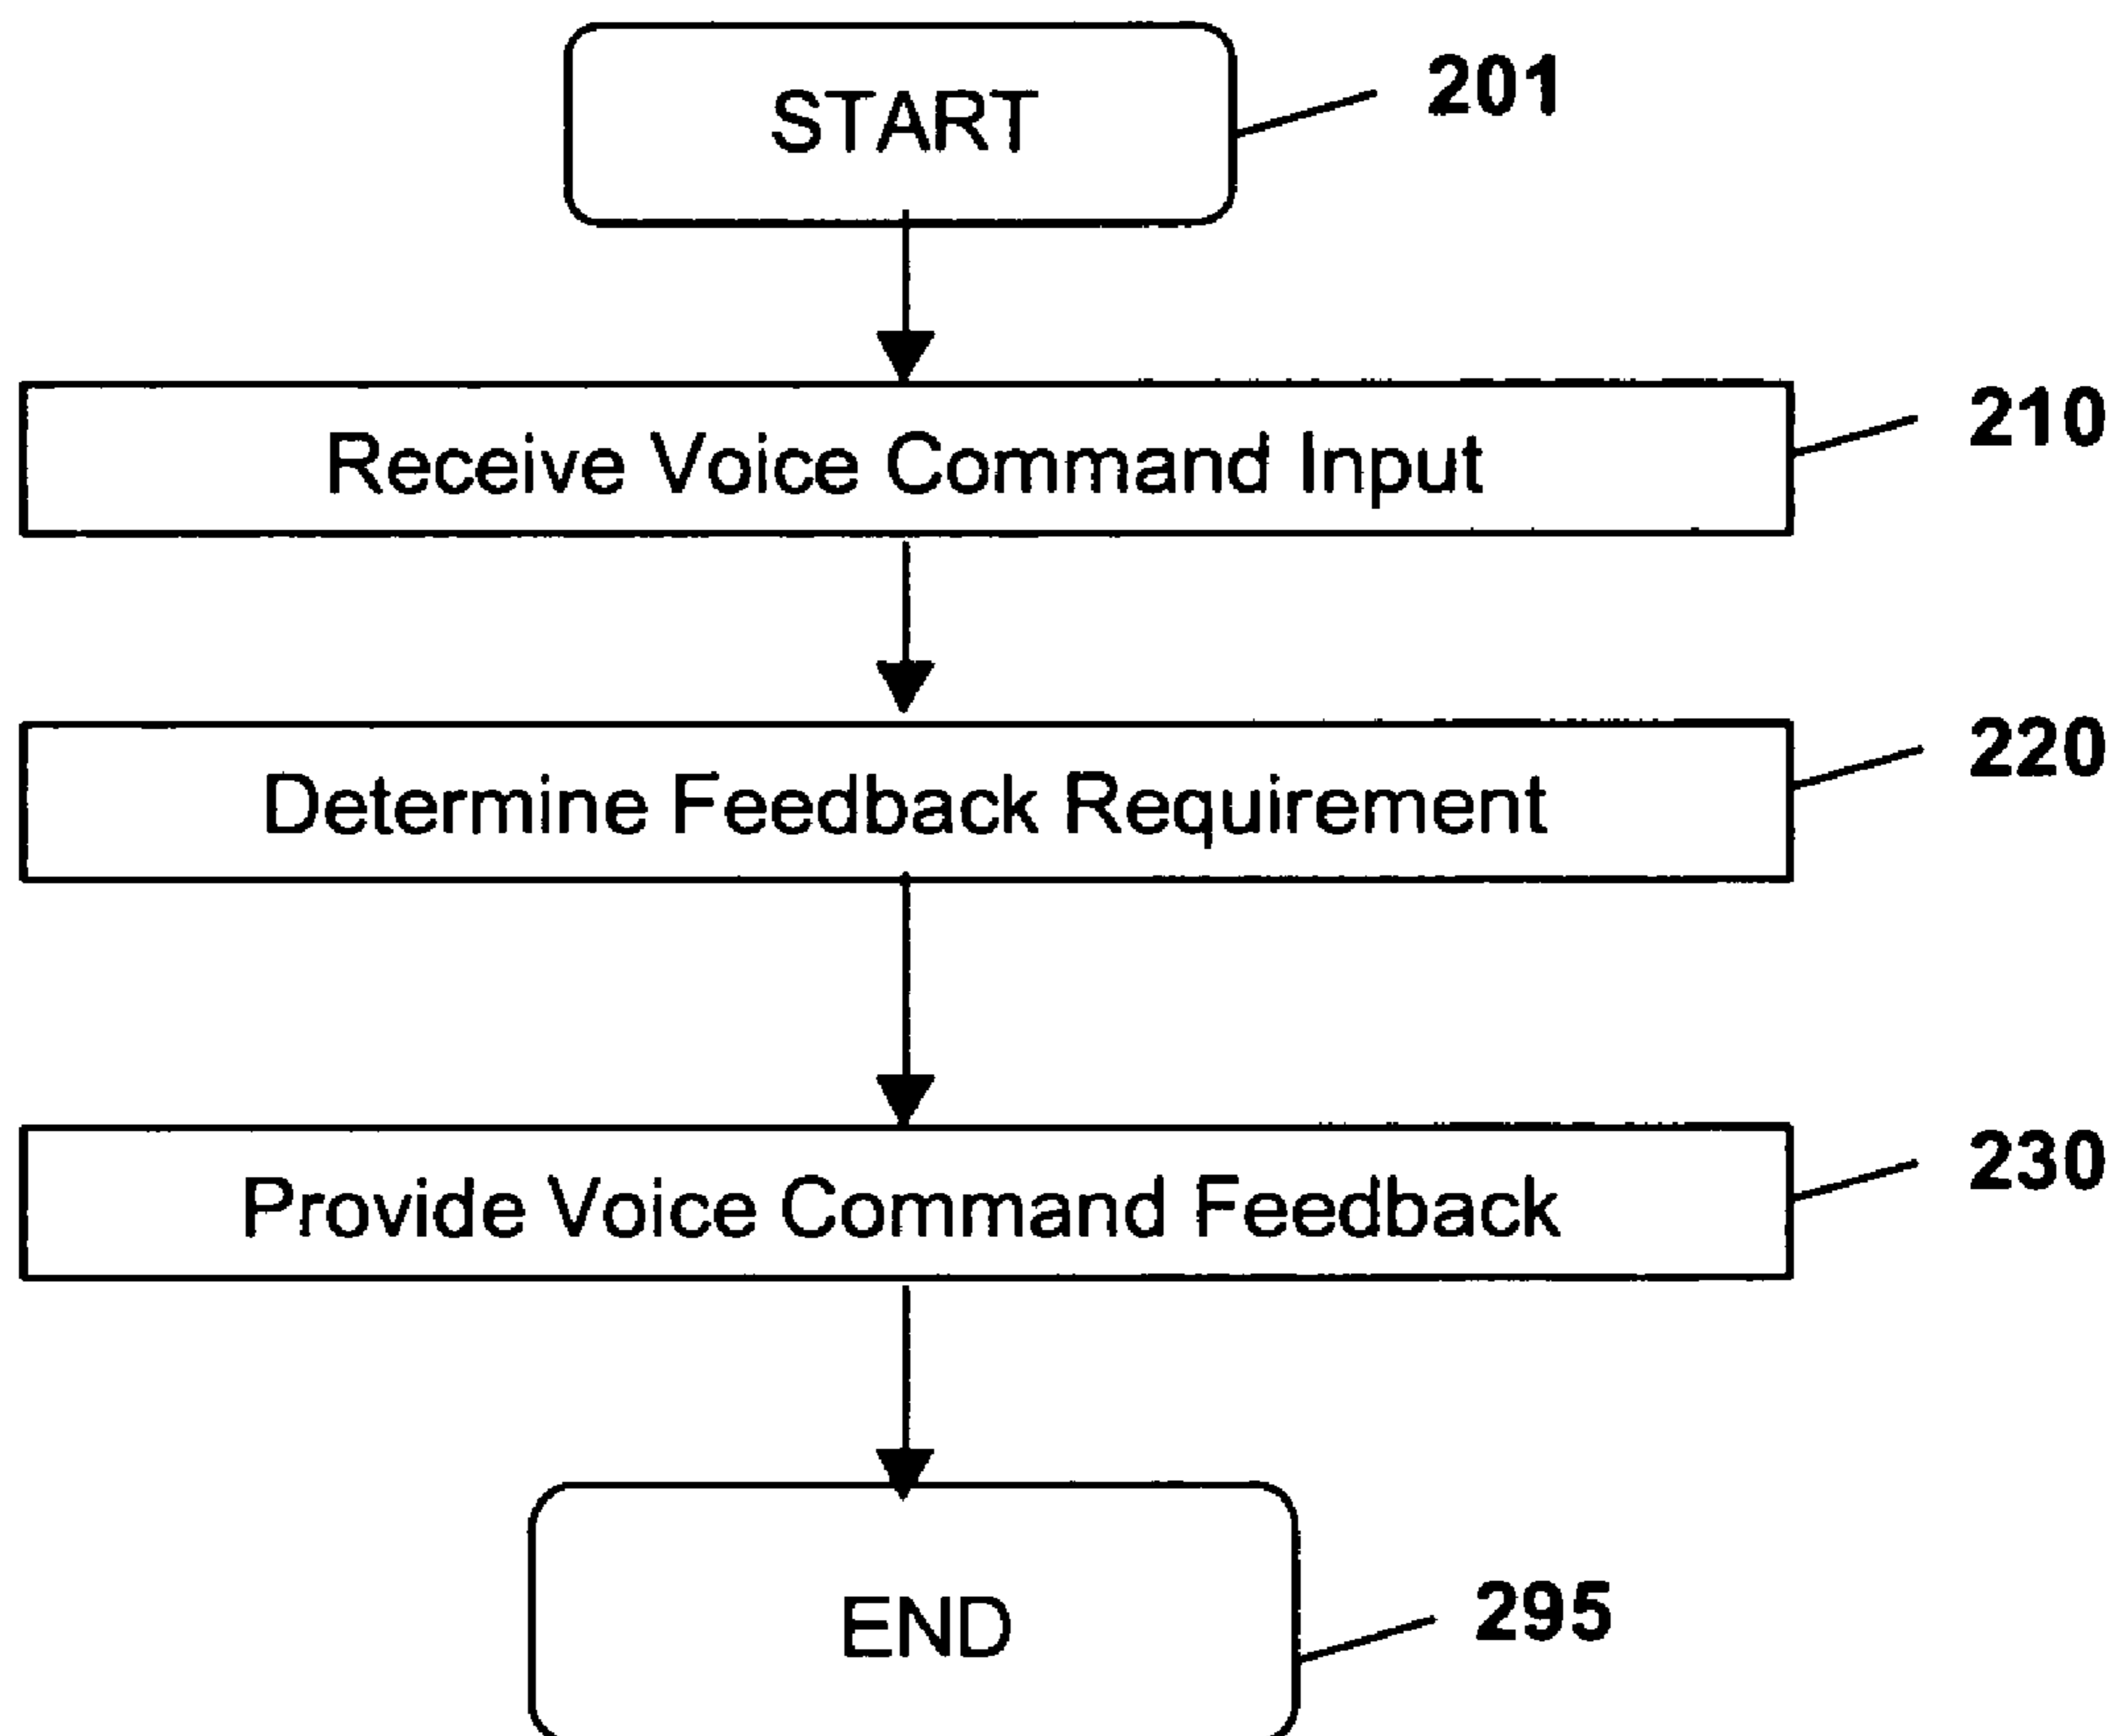 START
201
Receive Voice Command Input
210
Determine Feedback Requirement
220
Provide Voice Command Feedback
230
END
295